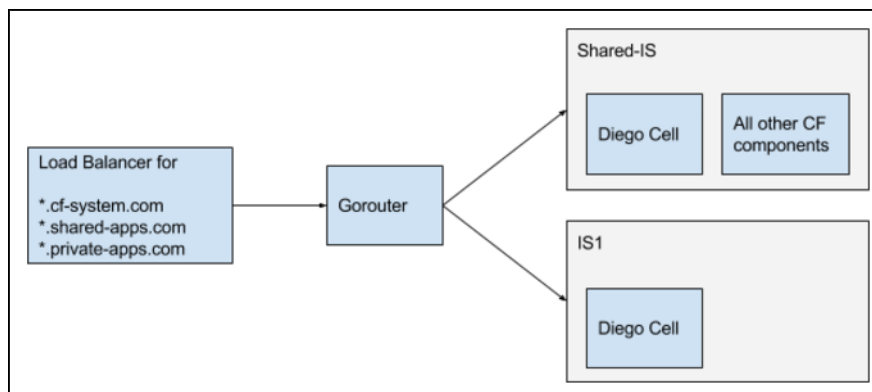 Load Balancer for
*.cf-system.com
*.shared-apps.com
*.private-apps.com
Gorouter
Shared-IS
Diego Cell
All other CF
components
IS1
Diego Cell